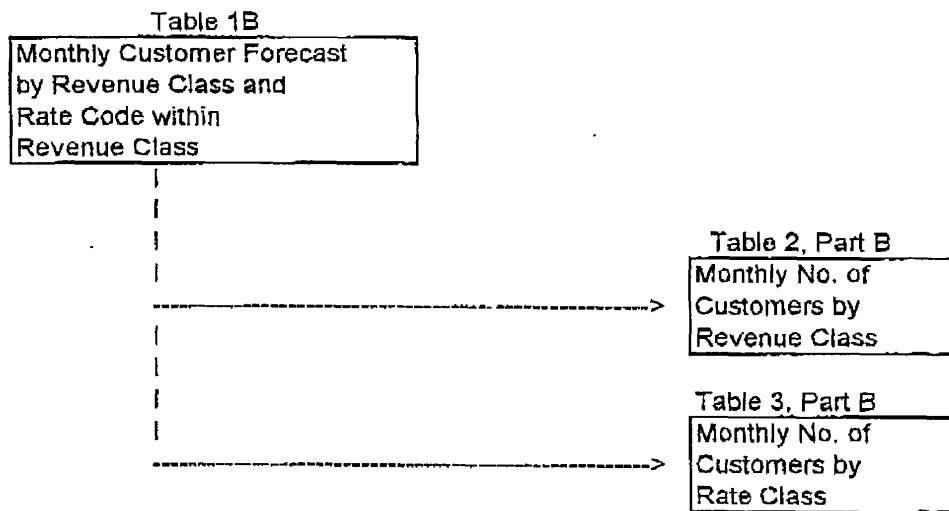 Table 1B
Monthly Customer Forecast
by Revenue Class and
Rate Code within
Revenue Class
Table 2, Part B
Monthly No. of
Customers by
Revenue Class
Table 3, Part B
Monthly No. of
Customers by
Rate Class